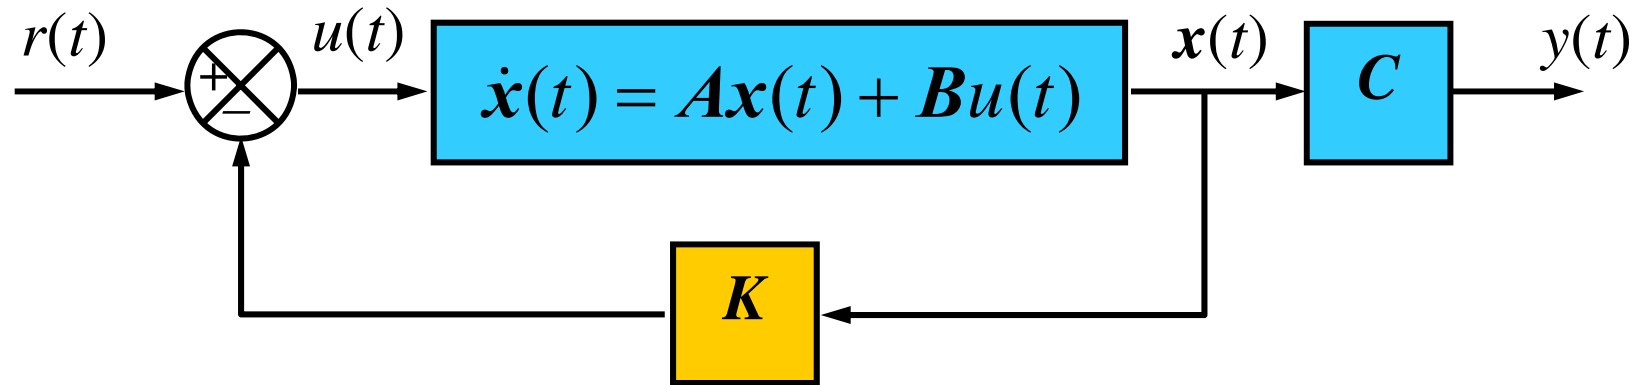 r(t)
u(t)
ẋ(t) = Ax(t) + Bu(t)
x(t)
C
y(t)
+
−
K